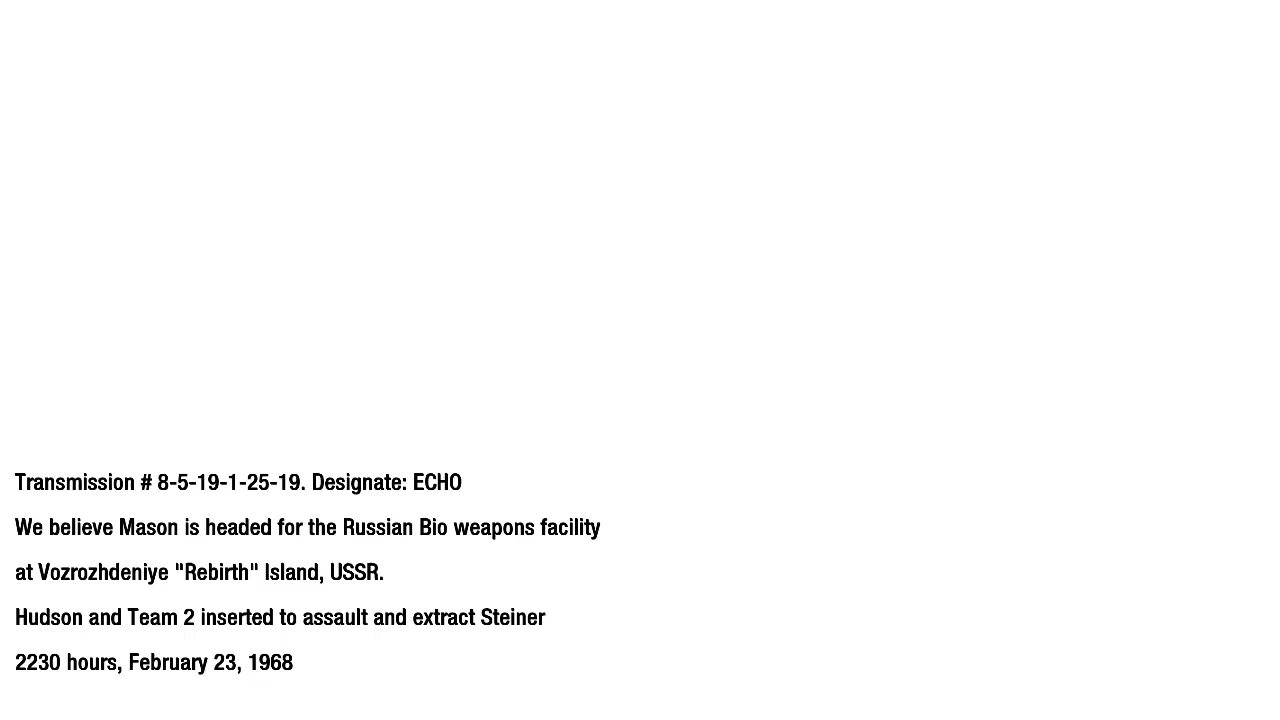 Transmission # 8-5-19-1-25-19. Designate: ECHO
We believe Mason is headed for the Russian Bio weapons facility
at Vozrozhdeniye "Rebirth" Island, USSR.
Hudson and Team 2 inserted to assault and extract Steiner
2230 hours, February 23, 1968